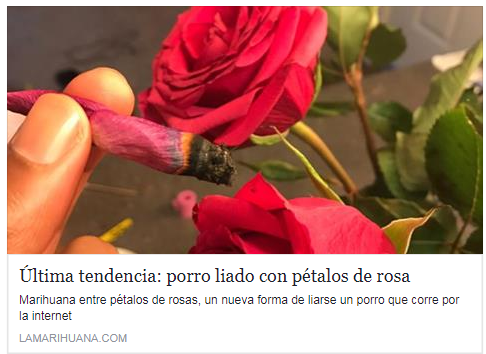 Última tendencia: porro liado con pétalos de rosa
Marihuana entre pétalos de rosas, un nueva forma de liarse un porro que corre por
la internet
LAMARIHUANA.COM